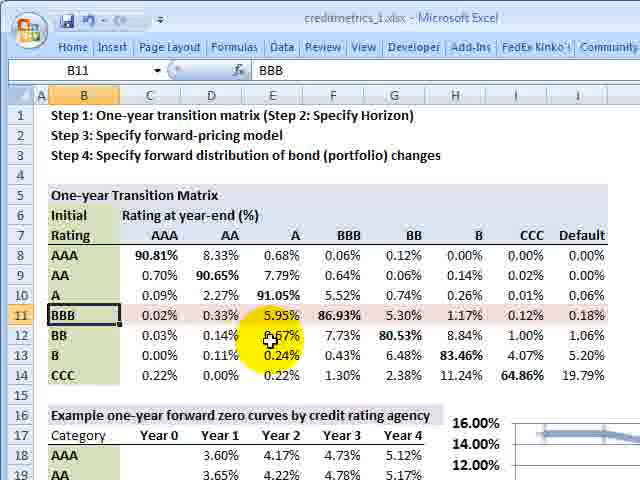 creditmetrics_1.xlsx - Microsoft Excel
Home Insert Page Layout Formulas Data Review View Developer Add-Ins FedEx Kinko's Community
B11 fx BBB
A B C D E F G H I J
1 Step 1: One-year transition matrix (Step 2: Specify Horizon)
2 Step 3: Specify forward-pricing model
3 Step 4: Specify forward distribution of bond (portfolio) changes
4
5 One-year Transition Matrix
6 Initial Rating at year-end (%)
7 Rating AAA AA A BBB BB B CCC Default
8 AAA 90.81% 8.33% 0.68% 0.06% 0.12% 0.00% 0.00% 0.00%
9 AA 0.70% 90.65% 7.79% 0.64% 0.06% 0.14% 0.02% 0.00%
10 A 0.09% 2.27% 91.05% 5.52% 0.74% 0.26% 0.01% 0.06%
11 BBB 0.02% 0.33% 5.95% 86.93% 5.30% 1.17% 0.12% 0.18%
12 BB 0.03% 0.14% 0.67% 7.73% 80.53% 8.84% 1.00% 1.06%
13 B 0.00% 0.11% 0.24% 0.43% 6.48% 83.46% 4.07% 5.20%
14 CCC 0.22% 0.00% 0.22% 1.30% 2.38% 11.24% 64.86% 19.79%
15
16 Example one-year forward zero curves by credit rating agency 16.00%
17 Category Year 0 Year 1 Year 2 Year 3 Year 4 14.00%
18 AAA 3.60% 4.17% 4.73% 5.12% 12.00%
19 AA 3.65% 4.22% 4.78% 5.17%